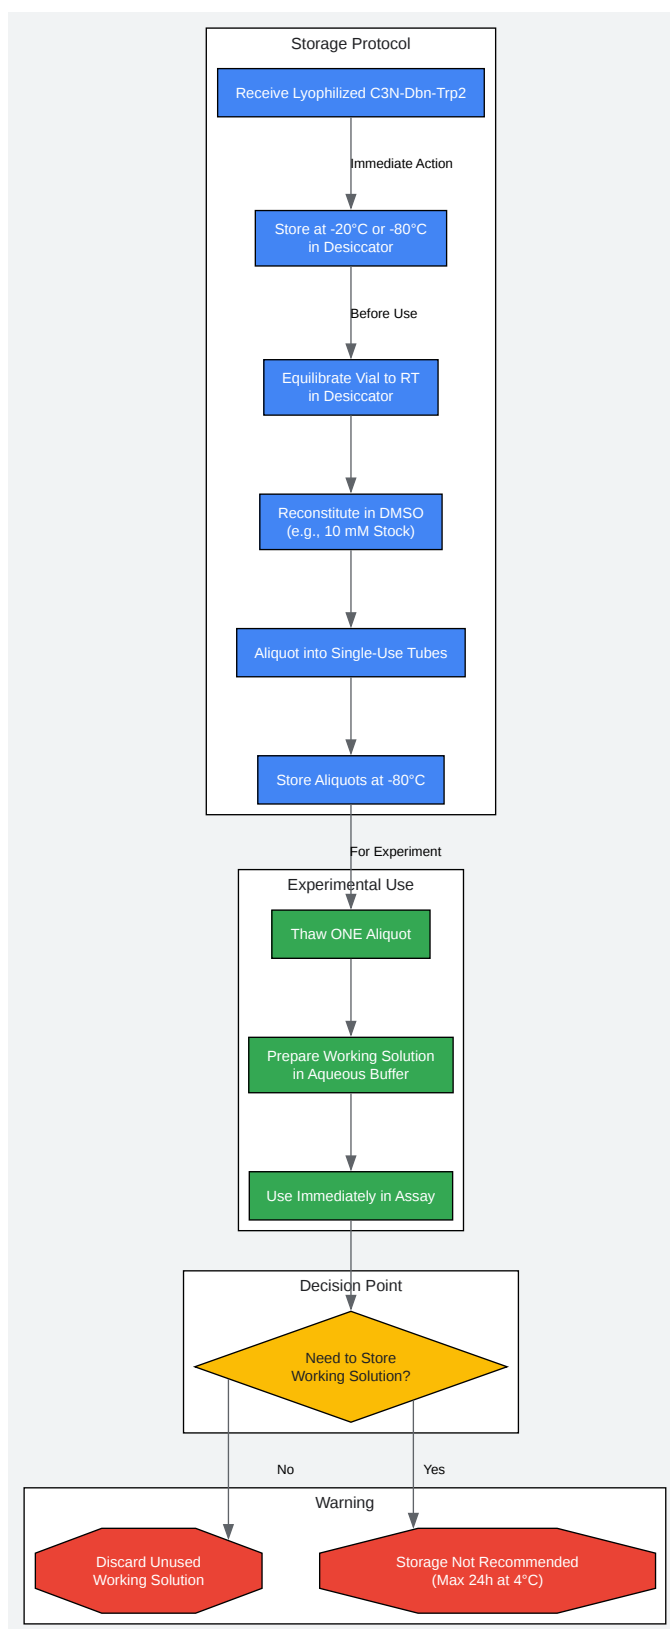 Storage Protocol
Receive Lyophilized C3N-Dbn-Trp2
Immediate Action
Store at -20°C or -80°C
in Desiccator
Before Use
Equilibrate Vial to RT
in Desiccator
Reconstitute in DMSO
(e.g., 10 mM Stock)
Aliquot into Single-Use Tubes
Store Aliquots at -80°C
For Experiment
Experimental Use
Thaw ONE Aliquot
Prepare Working Solution
in Aqueous Buffer
Use Immediately in Assay
Decision Point
Need to Store
Working Solution?
No
Yes
Warning
Discard Unused
Working Solution
Storage Not Recommended
(Max 24h at 4°C)